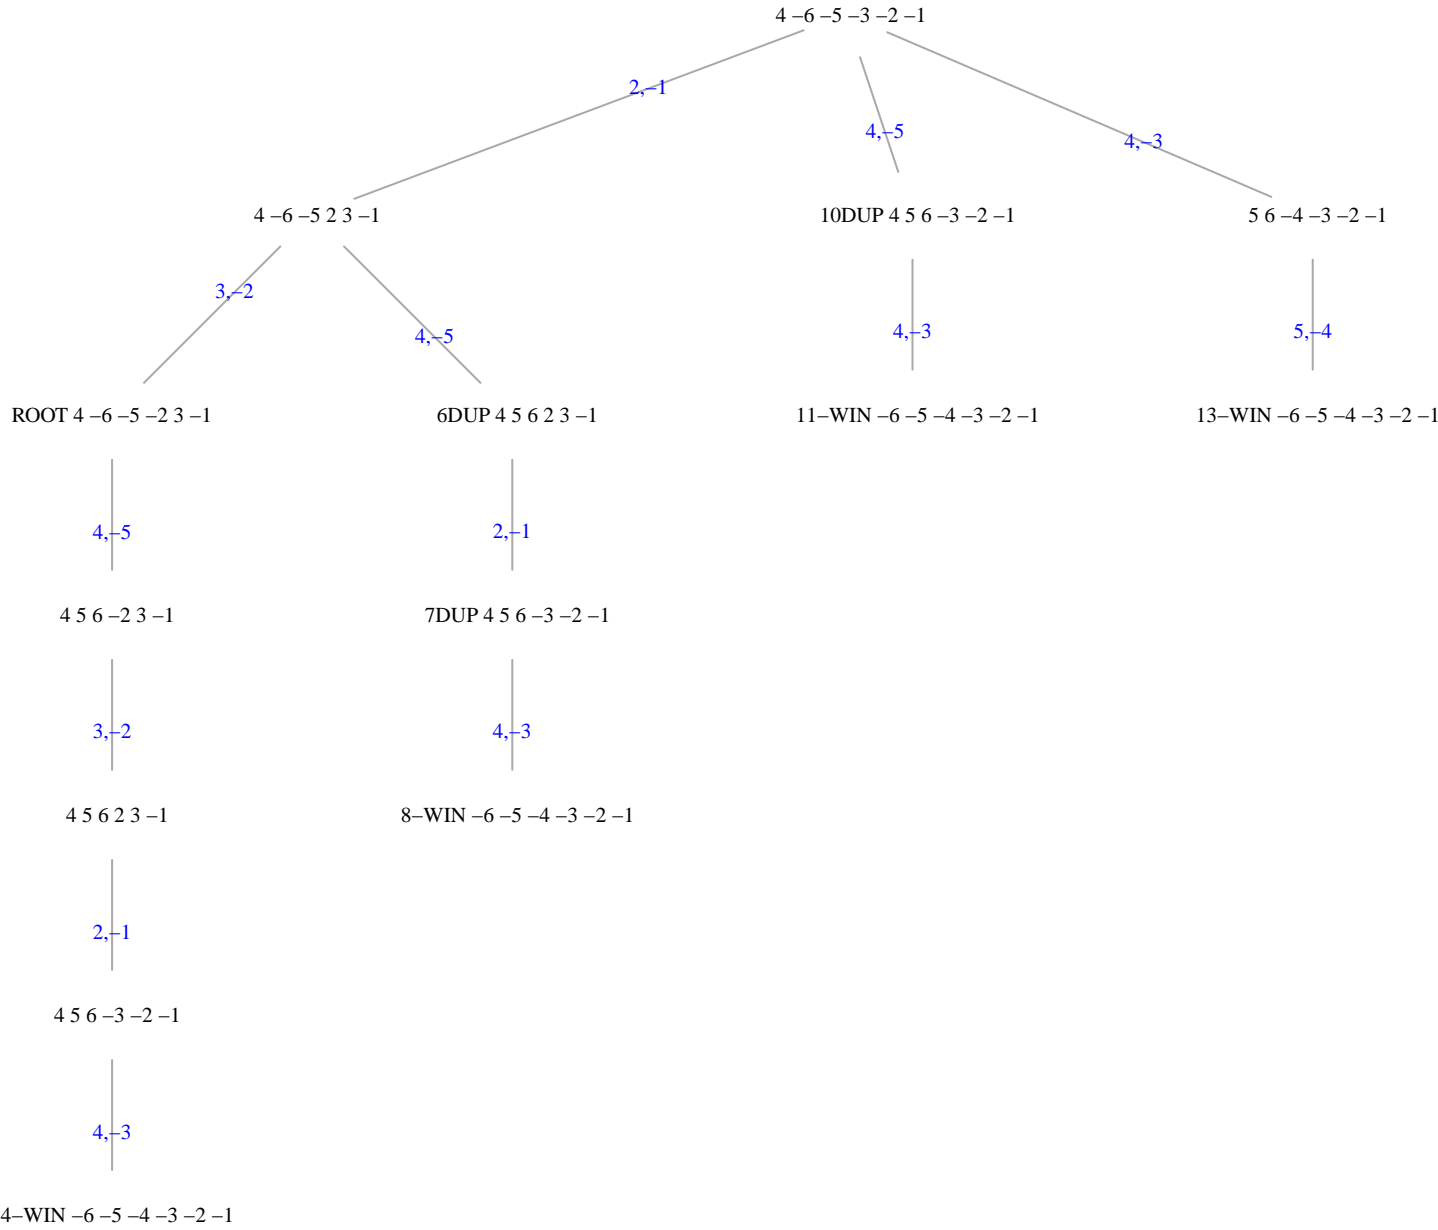 4 –6 –5 –3 –2 –1
2,–1
4,–5
4,–3
4 –6 –5 2 3 –1
10DUP 4 5 6 –3 –2 –1
5 6 –4 –3 –2 –1
3,–2
4,–5
4,–3
5,–4
ROOT 4 –6 –5 –2 3 –1
6DUP 4 5 6 2 3 –1
11–WIN –6 –5 –4 –3 –2 –1
13–WIN –6 –5 –4 –3 –2 –1
4,–5
2,–1
4 5 6 –2 3 –1
7DUP 4 5 6 –3 –2 –1
3,–2
4,–3
4 5 6 2 3 –1
8–WIN –6 –5 –4 –3 –2 –1
2,–1
4 5 6 –3 –2 –1
4,–3
4–WIN –6 –5 –4 –3 –2 –1